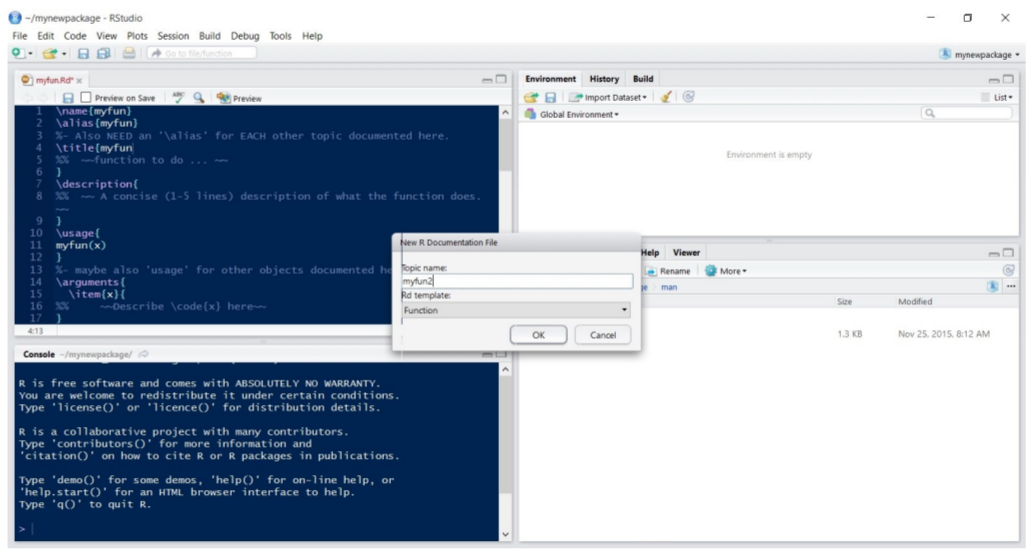 ~/mynewpackage - RStudio
File Edit Code View Plots Session Build Debug Tools Help
Go to file/function
mynewpackage
myfun.Rd*
Preview on Save
ABC
Preview
1 \name{myfun}
2 \alias{myfun}
3 %- Also NEED an '\alias' for EACH other topic documented here.
4 \title{myfun
5 %% ~~function to do ... ~~
6 }
7 \description{
8 %% ~~ A concise (1-5 lines) description of what the function does.
~~
9 }
10 \usage{
11 myfun(x)
12 }
13 %- maybe also 'usage' for other objects documented he
14 \arguments{
15 \item{x}{
16 %% ~~Describe \code{x} here~~
17 }
4:13
Console ~/mynewpackage/
R is free software and comes with ABSOLUTELY NO WARRANTY.
You are welcome to redistribute it under certain conditions.
Type 'license()' or 'licence()' for distribution details.
R is a collaborative project with many contributors.
Type 'contributors()' for more information and
'citation()' on how to cite R or R packages in publications.
Type 'demo()' for some demos, 'help()' for on-line help, or
'help.start()' for an HTML browser interface to help.
Type 'q()' to quit R.
>
Environment History Build
Import Dataset
List
Global Environment
Environment is empty
New R Documentation File
Topic name:
myfun2
Rd template:
Function
OK Cancel
Help Viewer
Rename More
man
Size Modified
1.3 KB Nov 25, 2015, 8:12 AM